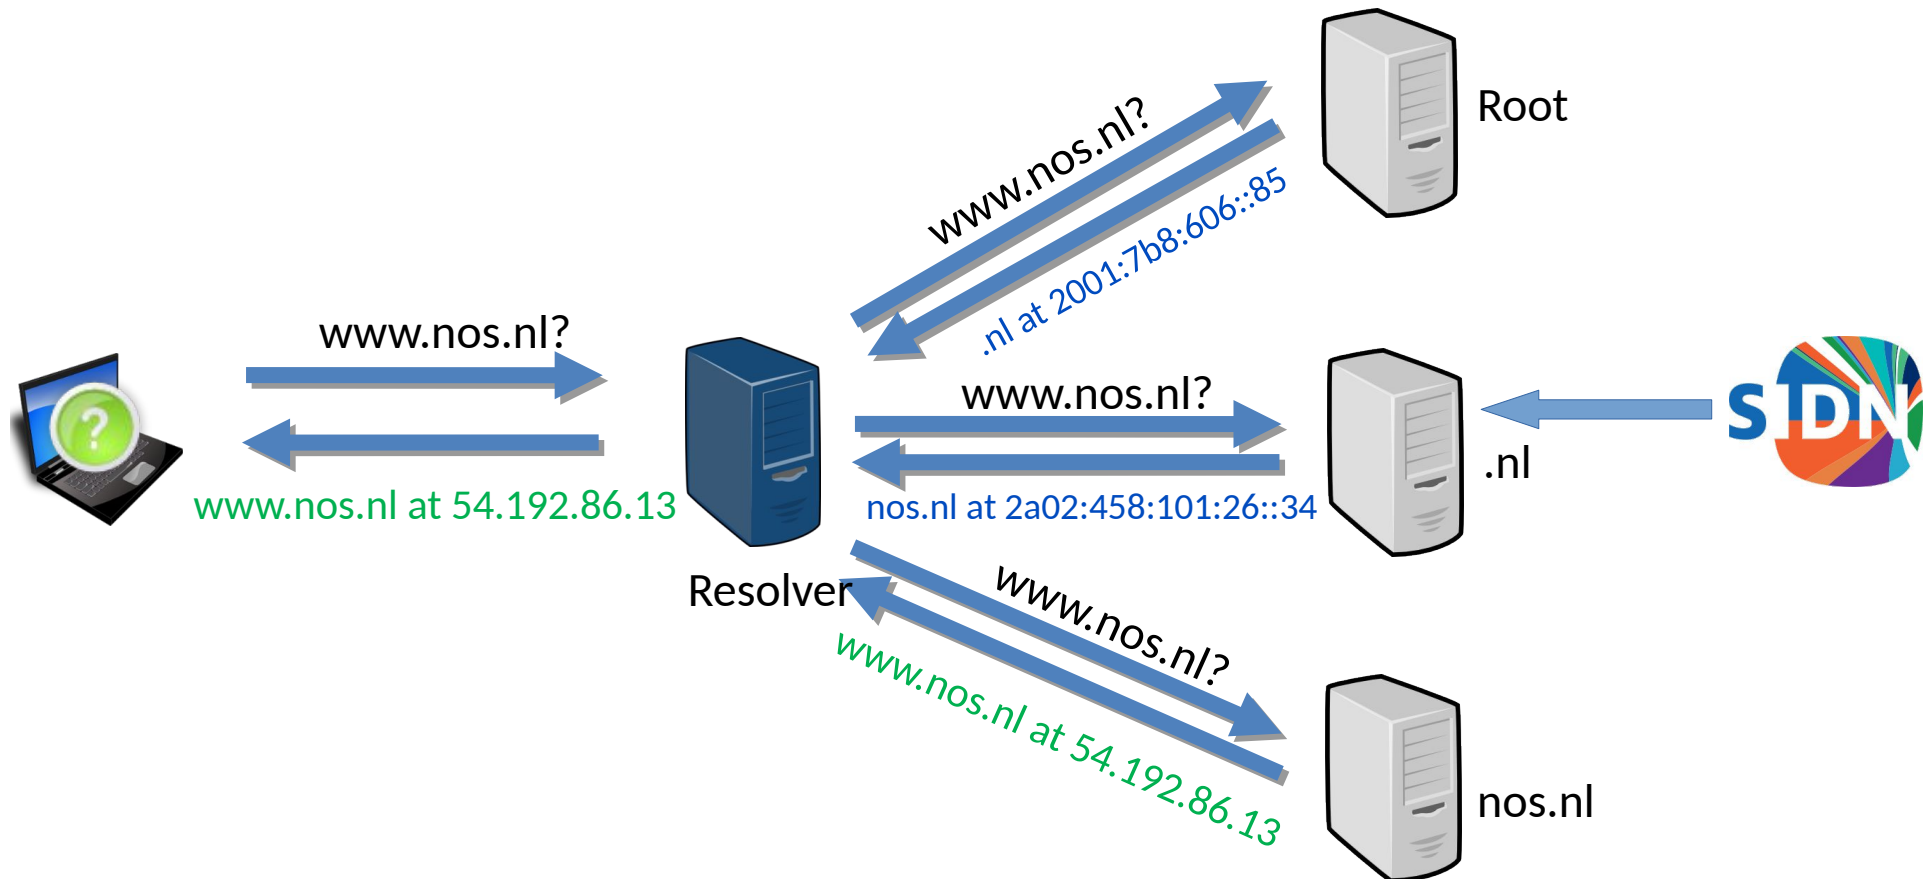 www.nos.nl?
.nl at 2001:7b8:606::85
Root
www.nos.nl?
www.nos.nl at 54.192.86.13
Resolver
www.nos.nl?
nos.nl at 2a02:458:101:26::34
.nl
SIDN
www.nos.nl?
www.nos.nl at 54.192.86.13
nos.nl
?